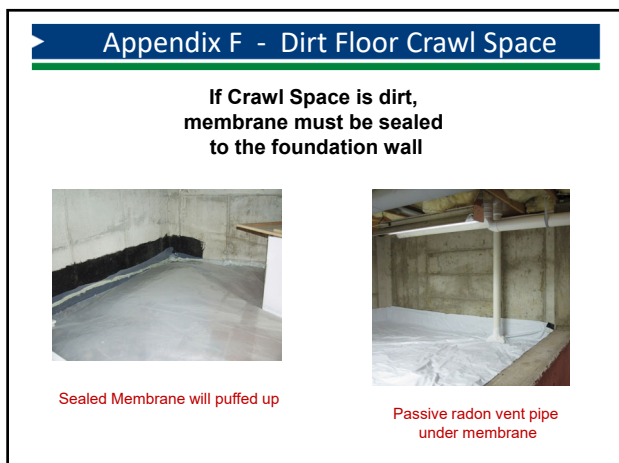 Appendix F - Dirt Floor Crawl Space
If Crawl Space is dirt,
membrane must be sealed
to the foundation wall
Sealed Membrane will puffed up
Passive radon vent pipe
under membrane